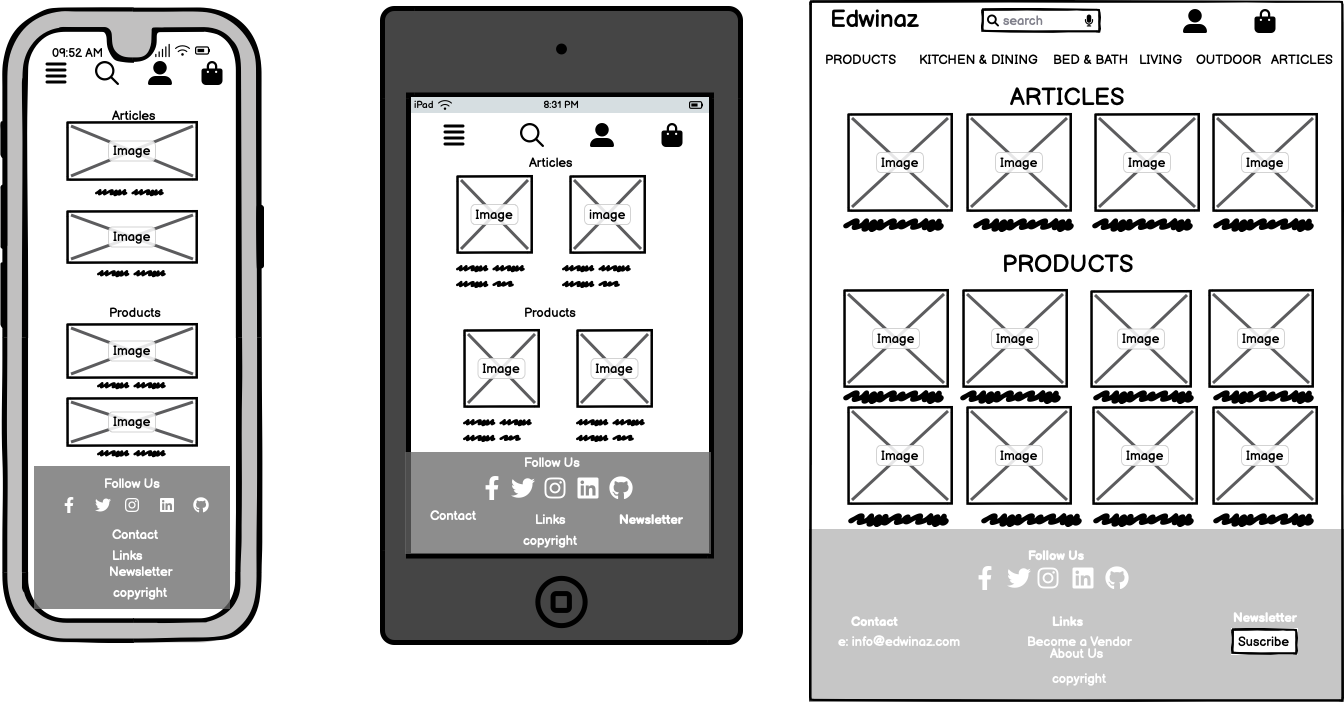 09:52 AM
Articles
Image
Image
Products
Image
Image
Follow Us
Contact
Links
Newsletter
copyright
iPad
8:31 PM
Articles
Image
image
Products
Image
Image
Follow Us
Contact
Links
Newsletter
copyright
Edwinaz
search
PRODUCTS KITCHEN & DINING BED & BATH LIVING OUTDOOR ARTICLES
ARTICLES
Image
Image
Image
Image
PRODUCTS
Image
Image
Image
Image
Image
Image
Image
Image
Follow Us
Contact
Links
Newsletter
e: info@edwinaz.com
Become a Vendor
Suscribe
About Us
copyright